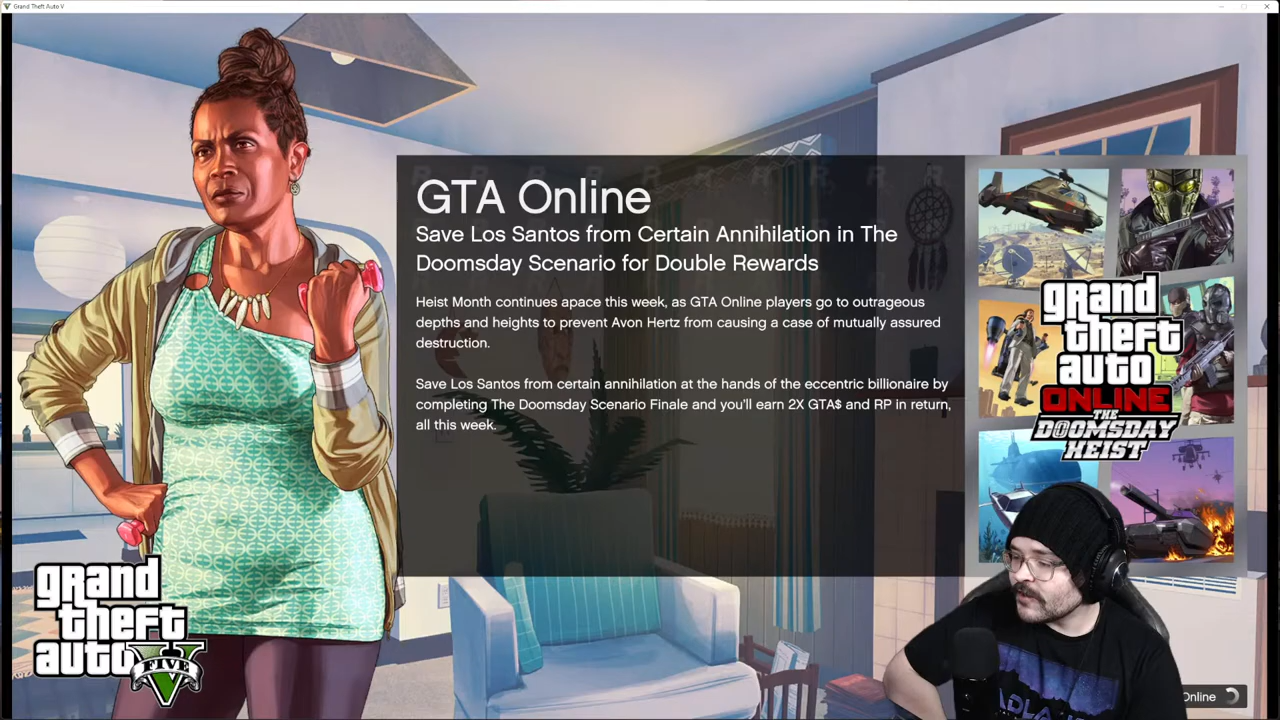 Grand Theft Auto V
GTA Online
Save Los Santos from Certain Annihilation in The
Doomsday Scenario for Double Rewards
Heist Month continues apace this week, as GTA Online players go to outrageous
depths and heights to prevent Avon Hertz from causing a case of mutually assured
destruction.
Save Los Santos from certain annihilation at the hands of the eccentric billionaire by
completing The Doomsday Scenario Finale and you'll earn 2X GTA$ and RP in return,
all this week.
grand
theft
auto
ONLINE
THE
DOOMSDAY
HEIST
grand
theft
auto
FIVE
Online